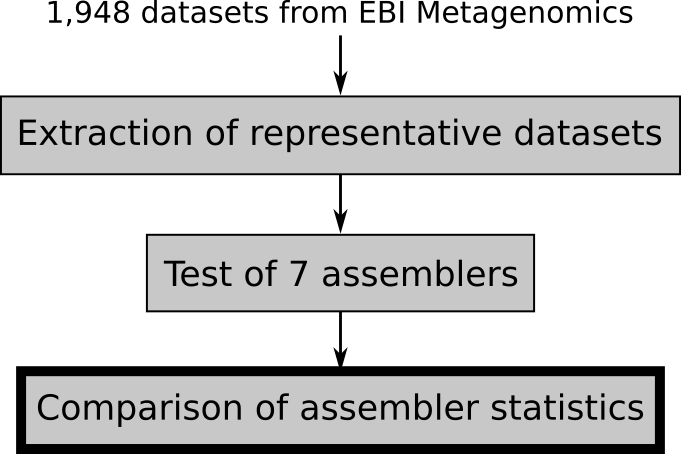 1,948 datasets from EBI Metagenomics
Extraction of representative datasets
Test of 7 assemblers
Comparison of assembler statistics